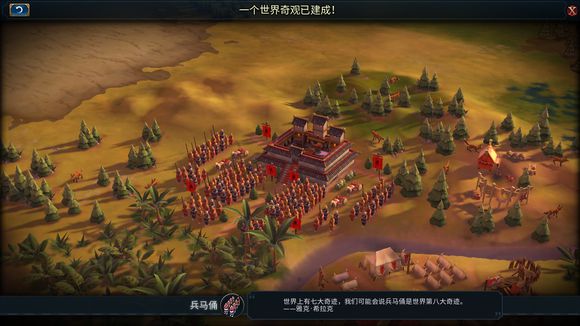 一个世界奇观已建成!
兵马俑
世界上有七大奇迹，我们可能会说兵马俑是世界第八大奇迹。
——雅克·希拉克